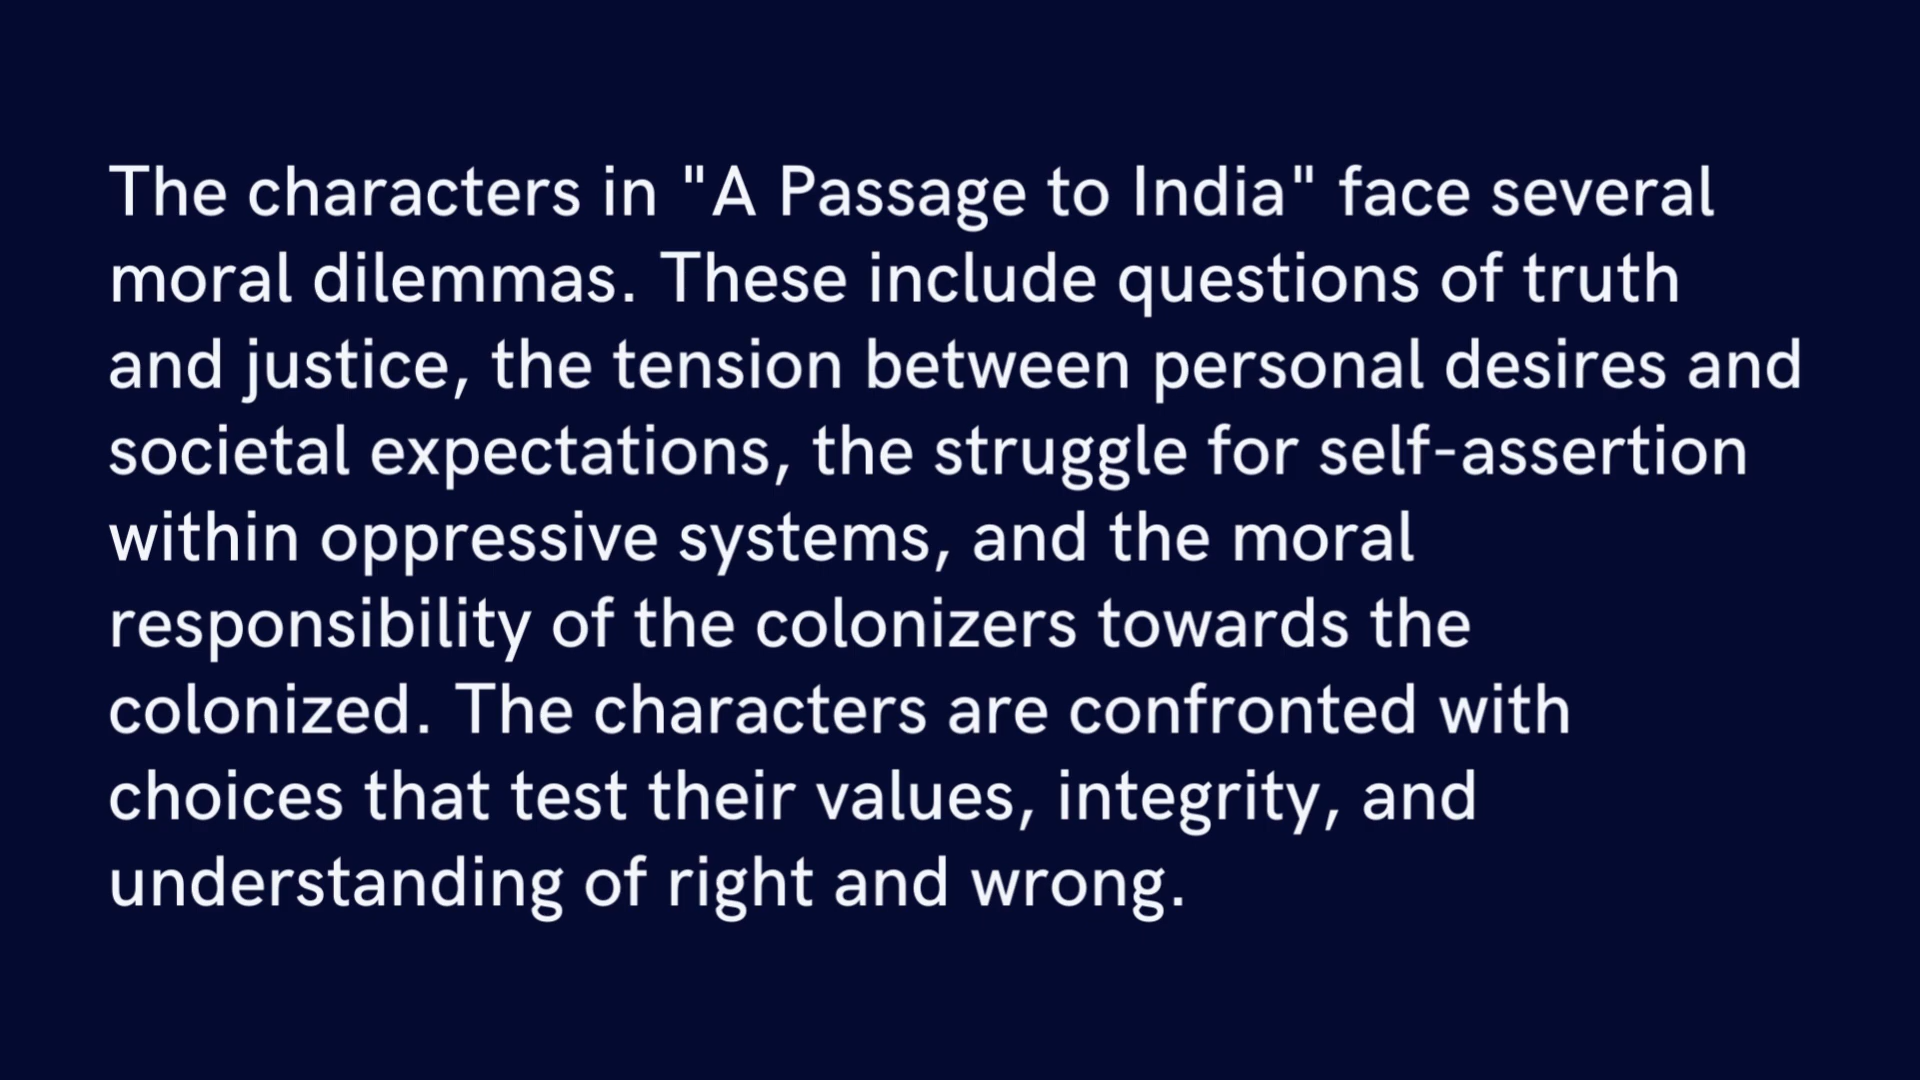 The characters in "A Passage to India" face several
moral dilemmas. These include questions of truth
and justice, the tension between personal desires and
societal expectations, the struggle for self-assertion
within oppressive systems, and the moral
responsibility of the colonizers towards the
colonized. The characters are confronted with
choices that test their values, integrity, and
understanding of right and wrong.